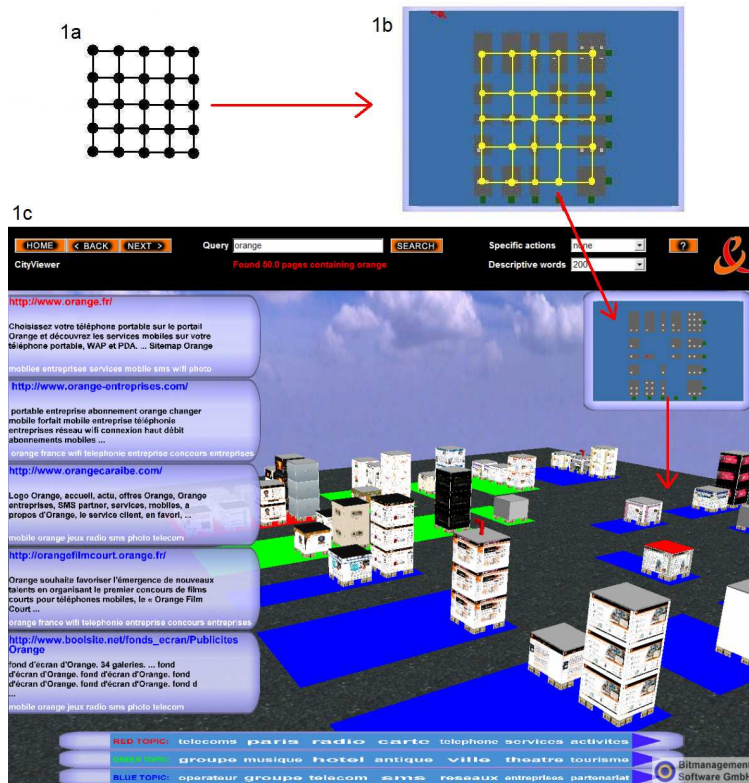 1a
1b
1c
HOME < BACK NEXT > Query orange SEARCH Specific actions none ?
CityViewer Found 50.0 pages containing orange Descriptive words 200
http://www.orange.fr/
Choisissez votre téléphone portable sur le portail
Orange et découvrez les services mobiles sur votre
téléphone portable, WAP et PDA. ... Sitemap Orange
mobiles entreprises services mobile sms wifi photo
http://www.orange-entreprises.com/
portable entreprise abonnement orange changer
mobile forfait mobile entreprise téléphonie
entreprises réseau wifi connexion haut débit
abonnements mobiles ...
orange france wifi telephonie entreprise concours entreprises
http://www.orangecaraibe.com/
Logo Orange, accueil, actu, offres Orange, Orange
entreprises, SMS partner, services, mobiles, a
propos d'Orange, le service client, en favori, ...
mobile orange jeux radio sms photo telecom
http://orangefilmcourt.orange.fr/
Orange souhaite favoriser l'émergence de nouveaux
talents en organisant le premier concours de films
courts pour téléphones mobiles, le « Orange Film
Court ...
orange france wifi telephonie entreprise concours entreprises
http://www.boolsite.net/fonds_ecran/Publicites
Orange
fond d'écran d'Orange. 34 galeries. ... fond
d'écran d'Orange. fond d'écran d'Orange. fond
d'écran d'Orange. fond d'écran d'Orange. fond d
...
mobile orange jeux radio sms photo telecom
RED TOPIC: telecoms paris radio carte telephone services activites
GREEN TOPIC: groupe musique hotel antique ville theatre tourisme
BLUE TOPIC: operateur groupe telecom sms reseaux entreprises partenariat
Bitmanagement
Software GmbH